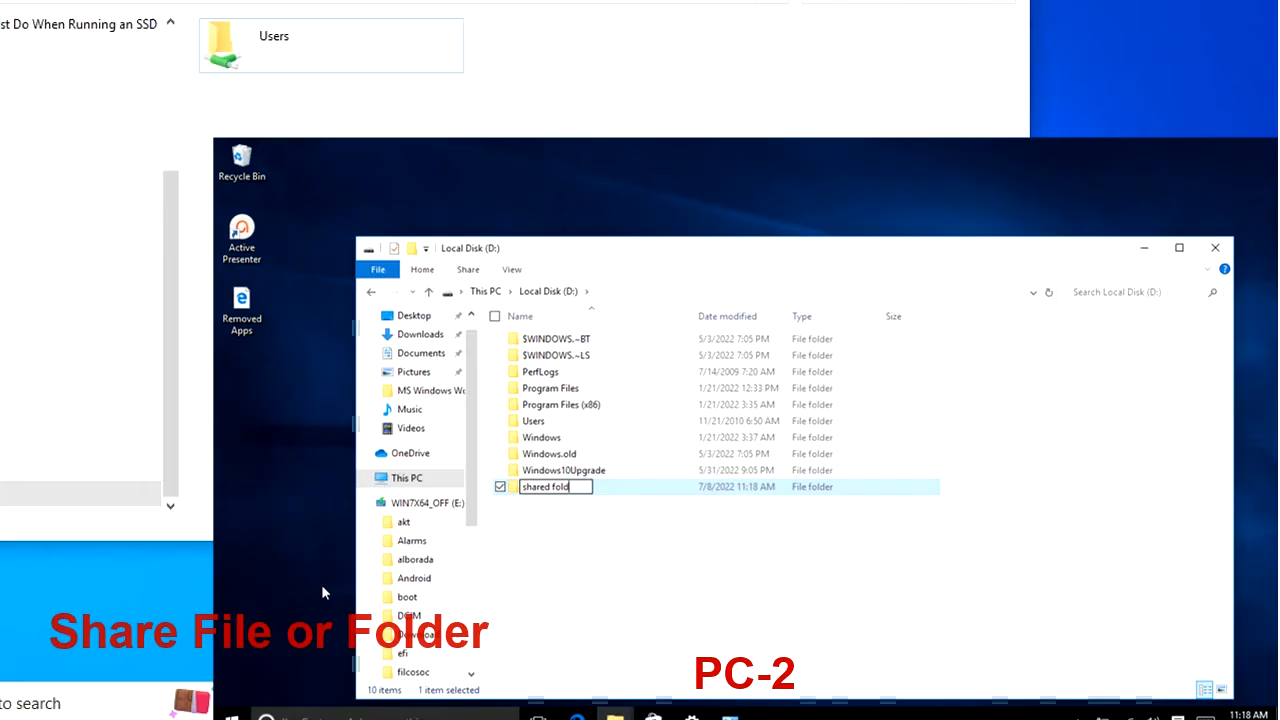 st Do When Running an SSD
Users
Recycle Bin
Active
Presenter
Removed
Apps
Local Disk (D:)
File Home Share View
This PC Local Disk (D:)
Search Local Disk (D:)
Name Date modified Type Size
Desktop
Downloads
Documents
Pictures
MS Windows Wo
Music
Videos
OneDrive
This PC
WIN7X64_OFF (E:)
akt
Alarms
alborada
Android
boot
DCIM
Download
efi
filcosoc
$WINDOWS.~BT 5/3/2022 7:05 PM File folder
$WINDOWS.~LS 5/3/2022 7:05 PM File folder
PerfLogs 7/14/2009 7:20 AM File folder
Program Files 1/21/2022 12:33 PM File folder
Program Files (x86) 1/21/2022 3:35 AM File folder
Users 11/21/2010 6:50 AM File folder
Windows 1/21/2022 3:37 AM File folder
Windows.old 5/3/2022 7:05 PM File folder
Windows10Upgrade 5/31/2022 9:05 PM File folder
shared fold 7/8/2022 11:18 AM File folder
10 items 1 item selected
Share File or Folder
PC-2
to search
11:18 AM